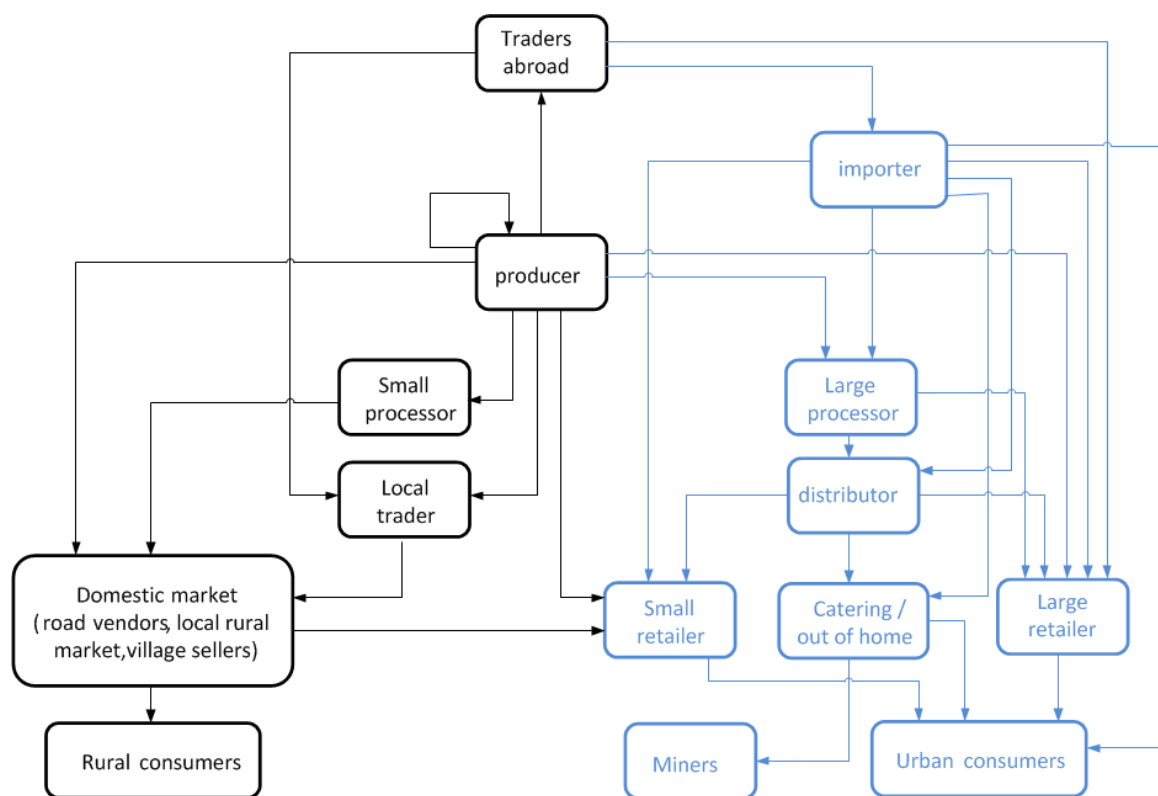 Traders
abroad
importer
producer
Small
processor
Large
processor
Local
trader
distributor
Domestic market
(road vendors, local rural
market,village sellers)
Small
retailer
Catering /
out of home
Large
retailer
Rural consumers
Miners
Urban consumers